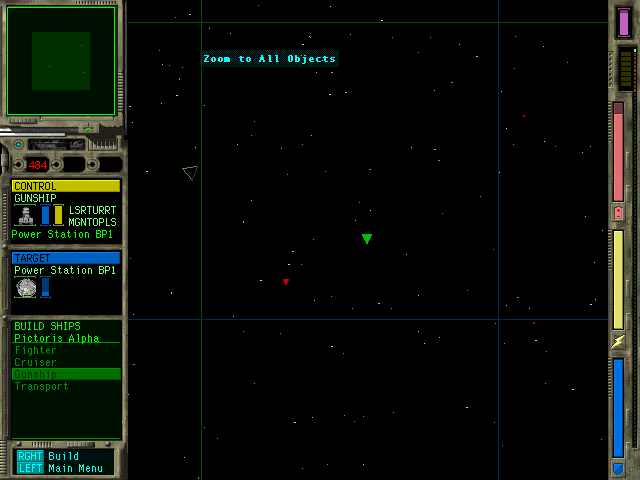 Zoom to All Objects
484
CONTROL
GUNSHIP
LSRTURRT
MGNTOPLS
Power Station BP1
TARGET
Power Station BP1
BUILD SHIPS
Pictoris Alpha
Fighter
Cruiser
Gunship
Transport
RGHT Build
LEFT Main Menu